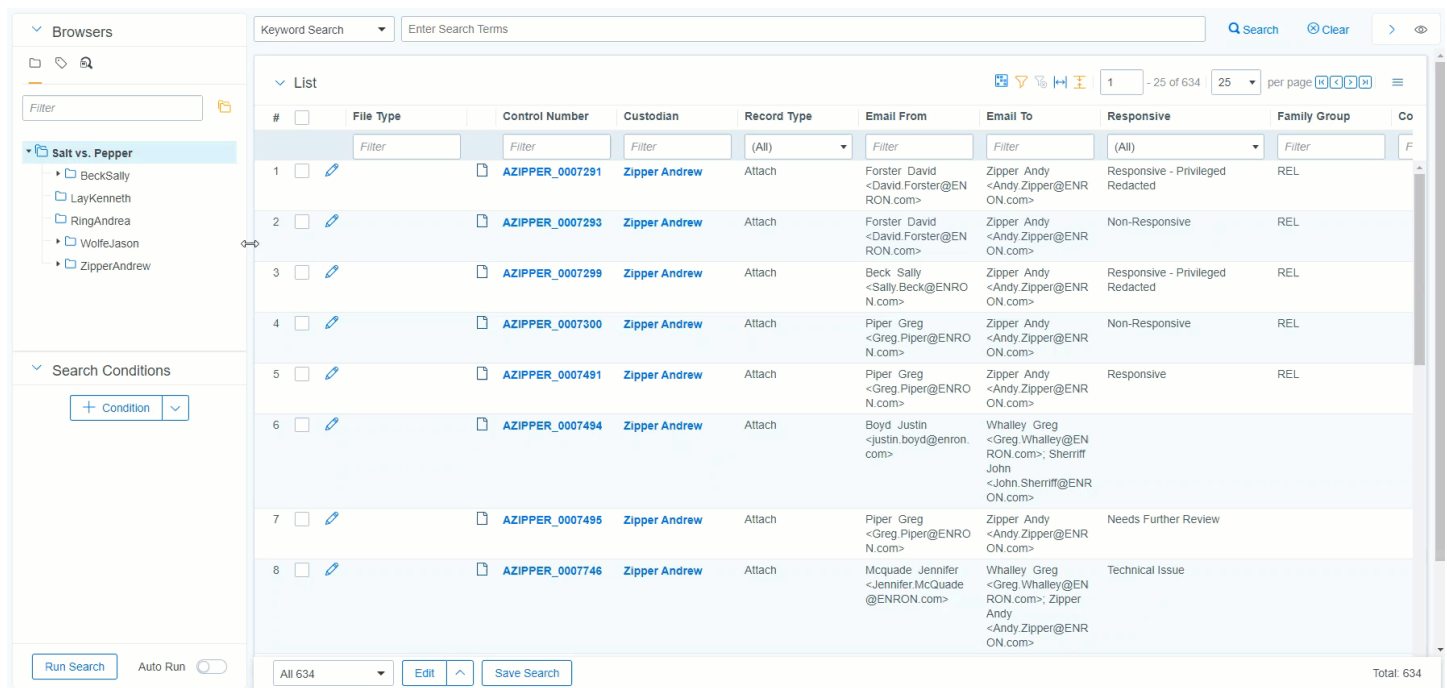 Browsers
Filter
Salt vs. Pepper
BeckSally
LayKenneth
RingAndrea
WolfeJason
ZipperAndrew
Search Conditions
+ Condition
Run Search Auto Run
Keyword Search Enter Search Terms Search Clear
List 1 - 25 of 634 25 per page
# File Type Control Number Custodian Record Type Email From Email To Responsive Family Group Co
Filter Filter Filter (All) Filter Filter (All) Filter F
1 AZIPPER_0007291 Zipper Andrew Attach Forster David Zipper Andy Responsive - Privileged REL
<David.Forster@EN <Andy.Zipper@ENR Redacted
RON.com> ON.com>
2 AZIPPER_0007293 Zipper Andrew Attach Forster David Zipper Andy Non-Responsive REL
<David.Forster@EN <Andy.Zipper@ENR
RON.com> ON.com>
3 AZIPPER_0007299 Zipper Andrew Attach Beck Sally Zipper Andy Responsive - Privileged REL
<Sally.Beck@ENRO <Andy.Zipper@ENR Redacted
N.com> ON.com>
4 AZIPPER_0007300 Zipper Andrew Attach Piper Greg Zipper Andy Non-Responsive REL
<Greg.Piper@ENRO <Andy.Zipper@ENR
N.com> ON.com>
5 AZIPPER_0007491 Zipper Andrew Attach Piper Greg Zipper Andy Responsive REL
<Greg.Piper@ENRO <Andy.Zipper@ENR
N.com> ON.com>
6 AZIPPER_0007494 Zipper Andrew Attach Boyd Justin Whalley Greg
<justin.boyd@enron. <Greg.Whalley@EN
com> RON.com>; Sherriff
John
<John.Sherriff@ENR
ON.com>
7 AZIPPER_0007495 Zipper Andrew Attach Piper Greg Zipper Andy Needs Further Review
<Greg.Piper@ENRO <Andy.Zipper@ENR
N.com> ON.com>
8 AZIPPER_0007746 Zipper Andrew Attach Mcquade Jennifer Whalley Greg Technical Issue
<Jennifer.McQuade <Greg.Whalley@EN
@ENRON.com> RON.com>; Zipper
Andy
<Andy.Zipper@ENR
ON.com>
All 634 Edit Save Search Total: 634